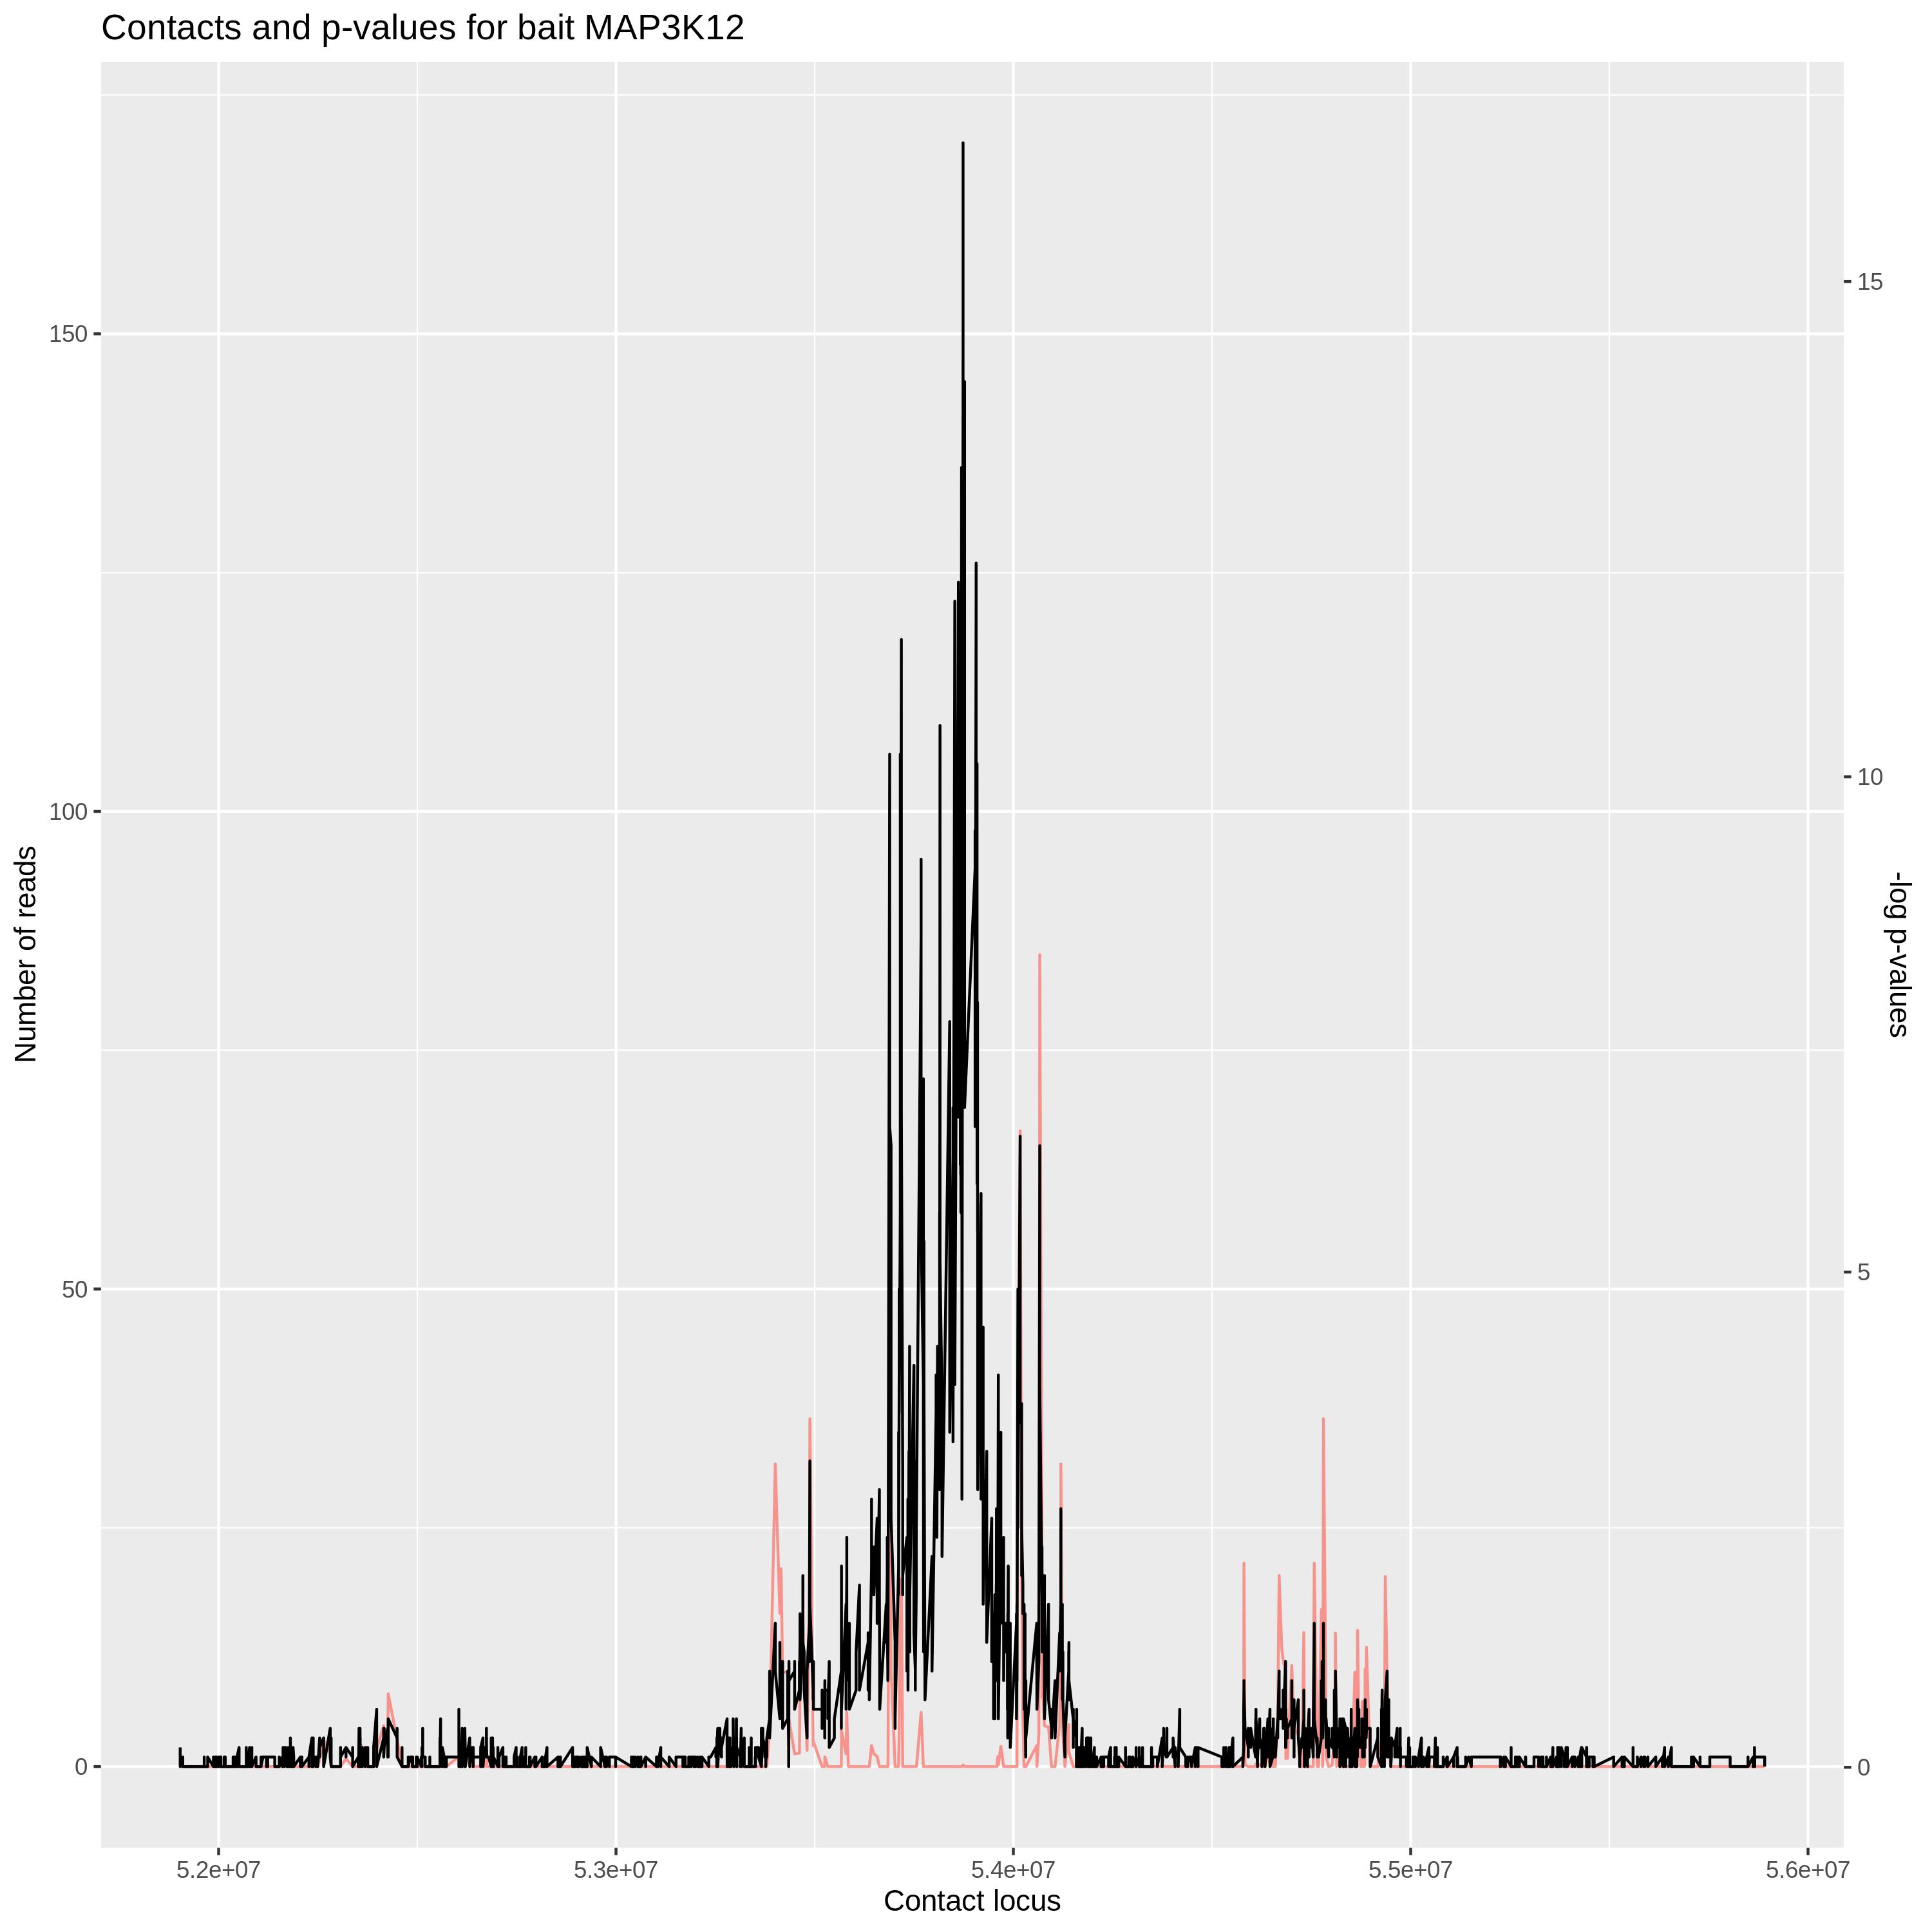 Contacts and p-values for bait MAP3K12
150
100
50
0
15
10
5
0
Number of reads
-log p-values
5.2e+07
5.3e+07
5.4e+07
5.5e+07
5.6e+07
Contact locus